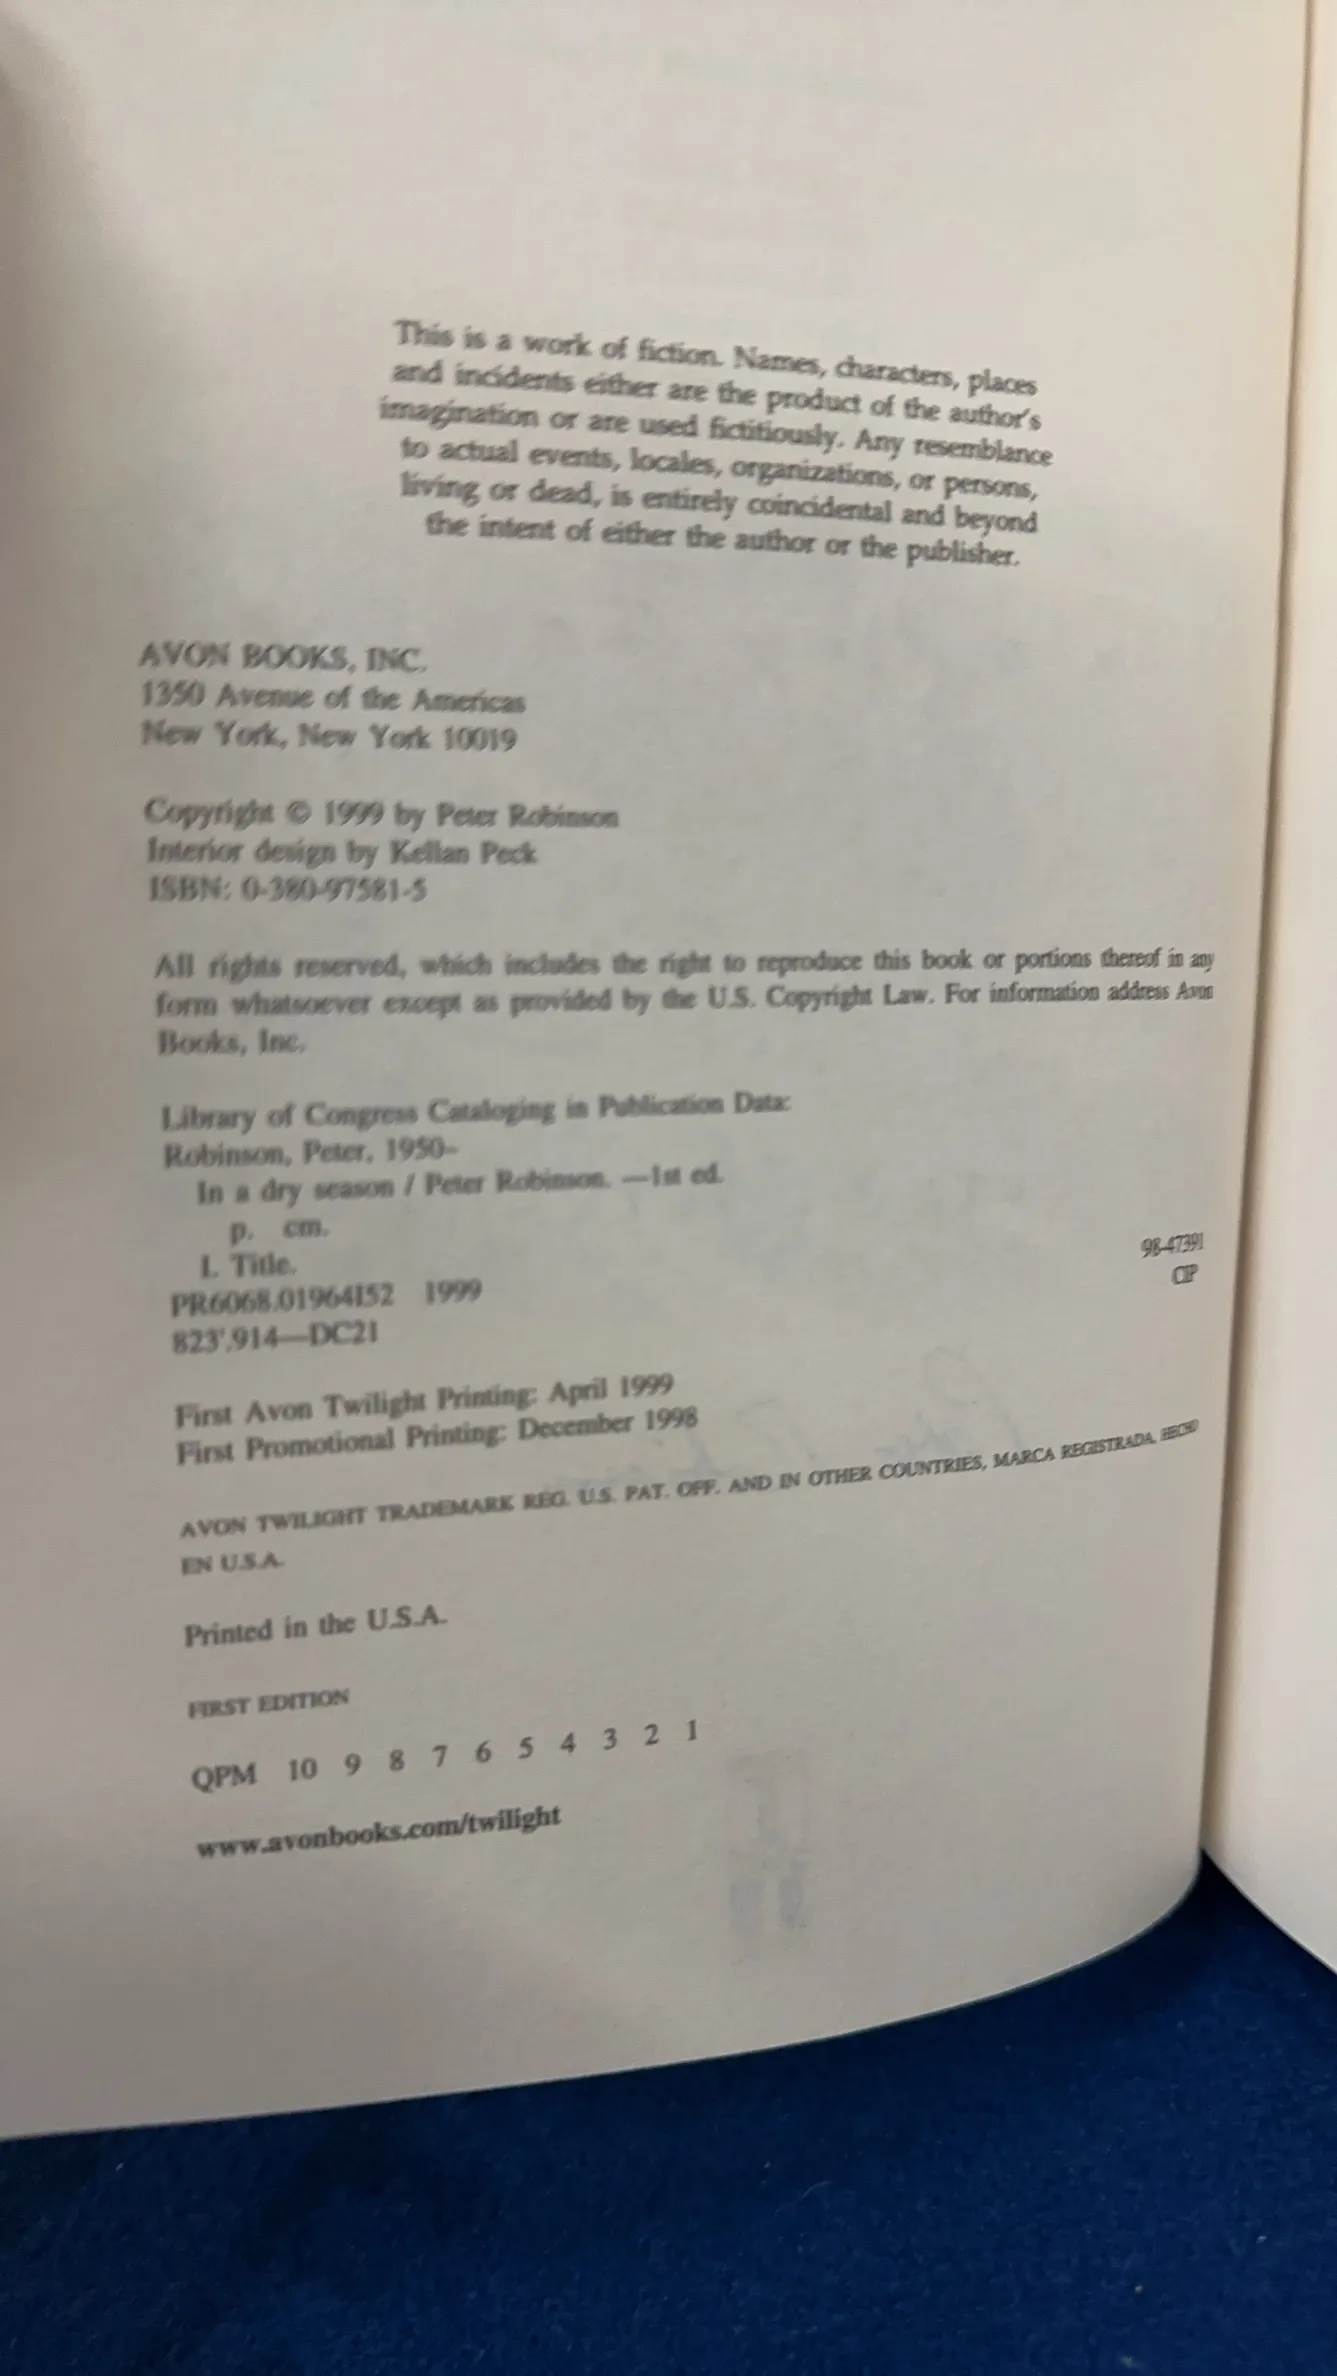 This is a work of fiction. Names, characters, places
and incidents either are the product of the author's
imagination or are used fictitiously. Any resemblance
to actual events, locales, organizations, or persons,
living or dead, is entirely coincidental and beyond
the intent of either the author or the publisher.
AVON BOOKS, INC.
1350 Avenue of the Americas
New York, New York 10019
Copyright © 1999 by Peter Robinson
Interior design by Kellan Peck
ISBN: 0-380-97581-5
All rights reserved, which includes the right to reproduce this book or portions thereof in any
form whatsoever except as provided by the U.S. Copyright Law. For information address Avon
Books, Inc.
Library of Congress Cataloging in Publication Data:
Robinson, Peter, 1950–
In a dry season / Peter Robinson. —1st ed.
p. cm.
I. Title.
PR6068.01964I52 1999 98-47391
823'.914—DC21 CIP
First Avon Twilight Printing: April 1999
First Promotional Printing: December 1998
AVON TWILIGHT TRADEMARK REG. U.S. PAT. OFF. AND IN OTHER COUNTRIES, MARCA REGISTRADA, HECHO
EN U.S.A.
Printed in the U.S.A.
FIRST EDITION
QPM 10 9 8 7 6 5 4 3 2 1
www.avonbooks.com/twilight